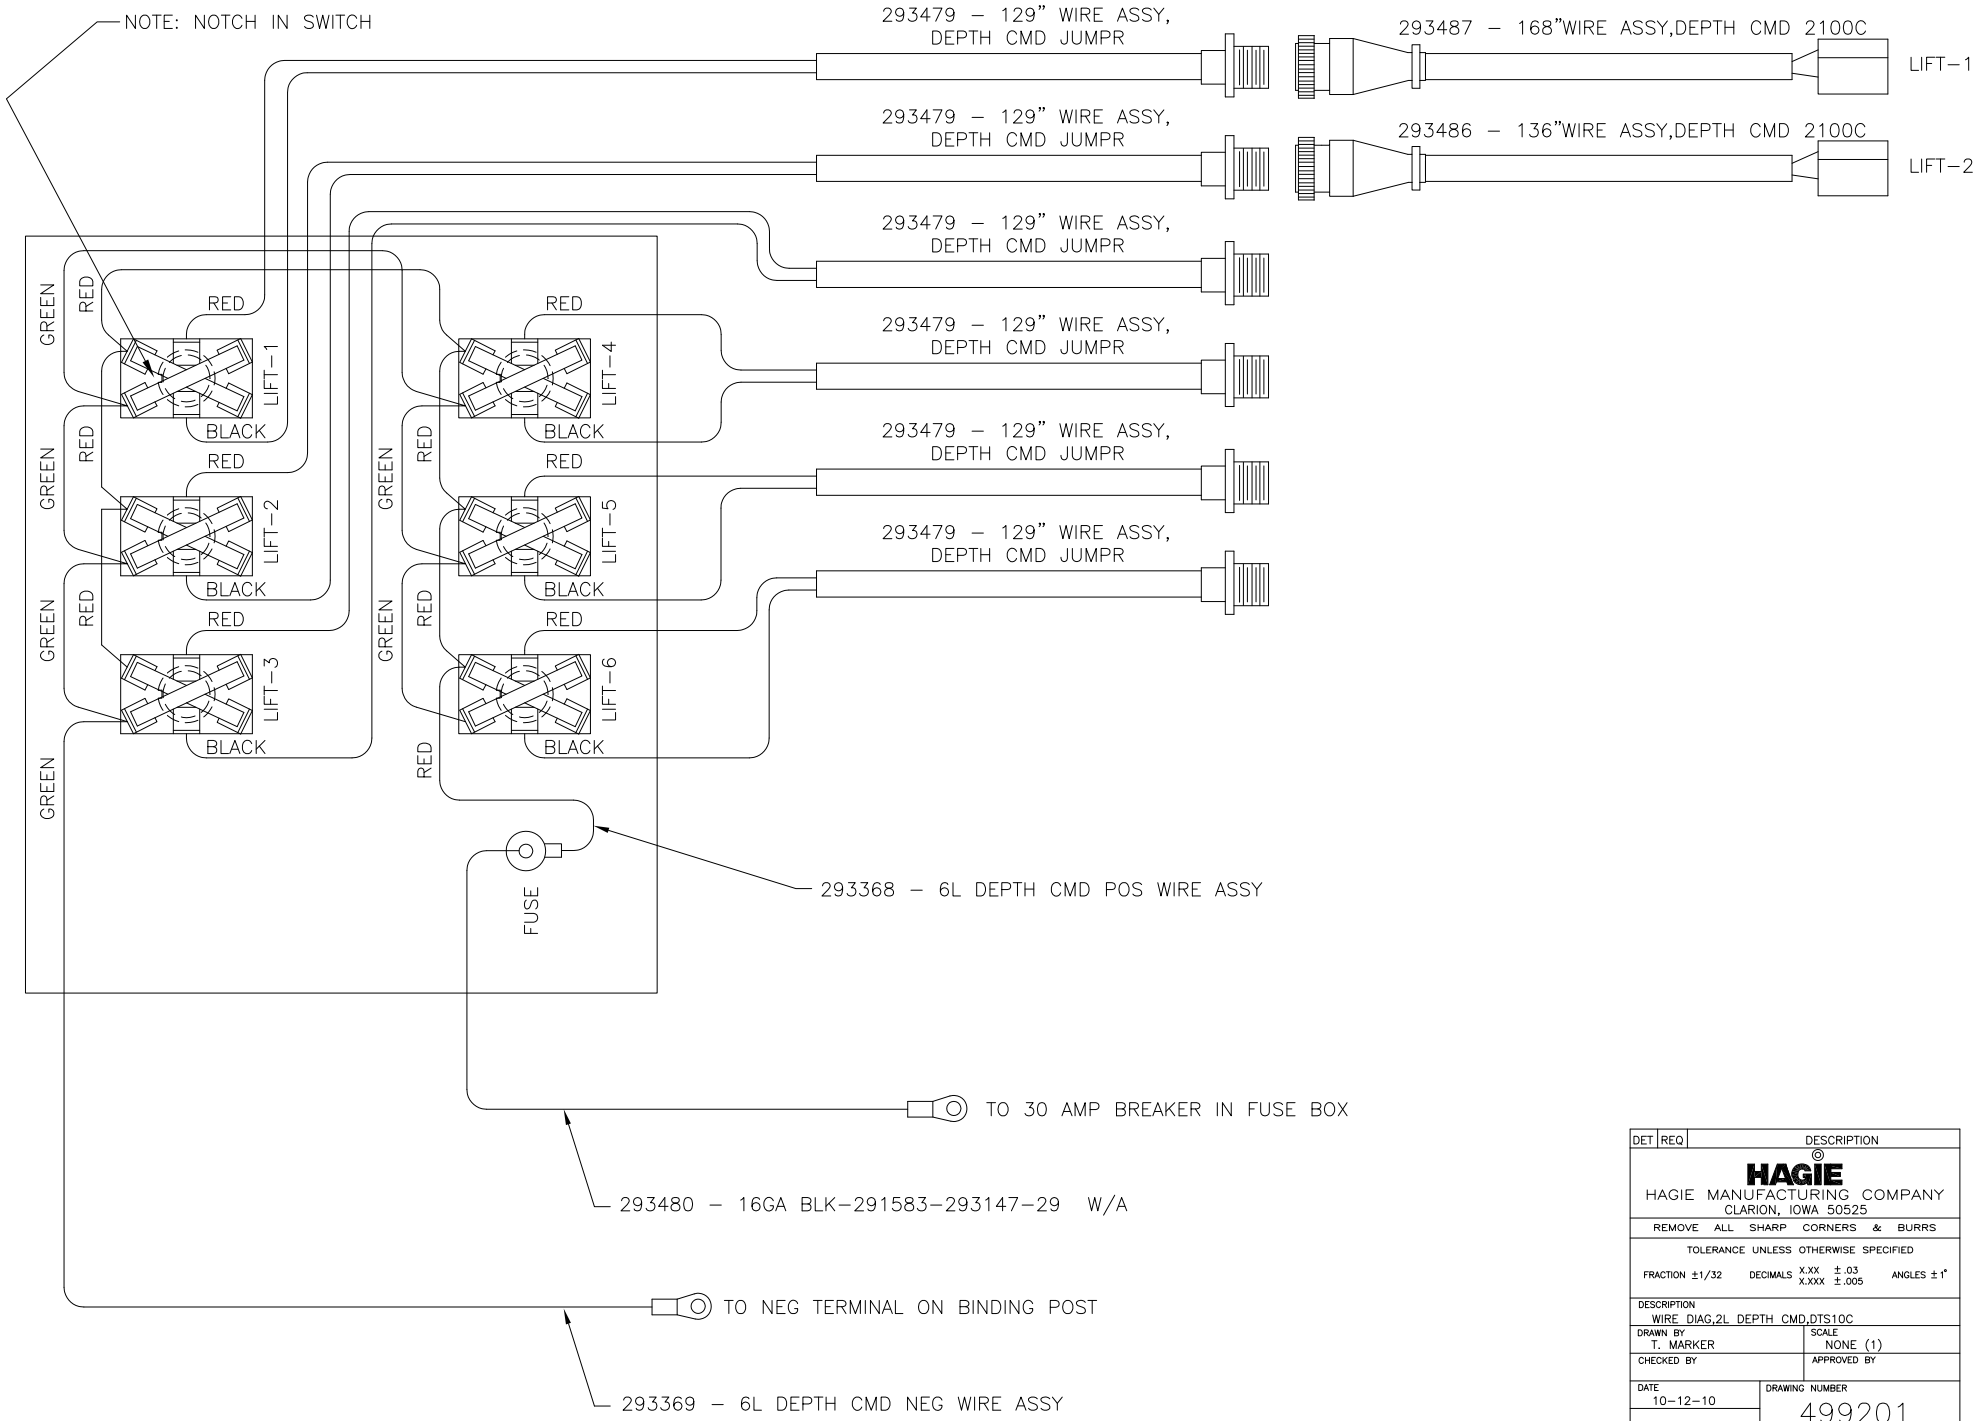 NOTE: NOTCH IN SWITCH
293479 - 129" WIRE ASSY,
DEPTH CMD JUMPR
293487 - 168"WIRE ASSY,DEPTH CMD 2100C
LIFT-1
293479 - 129" WIRE ASSY,
DEPTH CMD JUMPR
293486 - 136"WIRE ASSY,DEPTH CMD 2100C
LIFT-2
293479 - 129" WIRE ASSY,
DEPTH CMD JUMPR
293479 - 129" WIRE ASSY,
DEPTH CMD JUMPR
293479 - 129" WIRE ASSY,
DEPTH CMD JUMPR
293479 - 129" WIRE ASSY,
DEPTH CMD JUMPR
GREEN
RED
RED
LIFT-1
BLACK
RED
LIFT-4
BLACK
GREEN
RED
RED
LIFT-2
BLACK
GREEN
RED
RED
LIFT-5
BLACK
GREEN
RED
RED
LIFT-3
BLACK
GREEN
RED
RED
LIFT-6
BLACK
GREEN
RED
FUSE
293368 - 6L DEPTH CMD POS WIRE ASSY
TO 30 AMP BREAKER IN FUSE BOX
293480 - 16GA BLK-291583-293147-29 W/A
TO NEG TERMINAL ON BINDING POST
293369 - 6L DEPTH CMD NEG WIRE ASSY
DET REQ DESCRIPTION
HAGIE
HAGIE MANUFACTURING COMPANY
CLARION, IOWA 50525
REMOVE ALL SHARP CORNERS & BURRS
TOLERANCE UNLESS OTHERWISE SPECIFIED
FRACTION ±1/32 DECIMALS X.XX ±.03 ANGLES ±1°
X.XXX ±.005
DESCRIPTION
WIRE DIAG,2L DEPTH CMD,DTS10C
DRAWN BY SCALE
T. MARKER NONE (1)
CHECKED BY APPROVED BY
DATE DRAWING NUMBER
10-12-10
499201